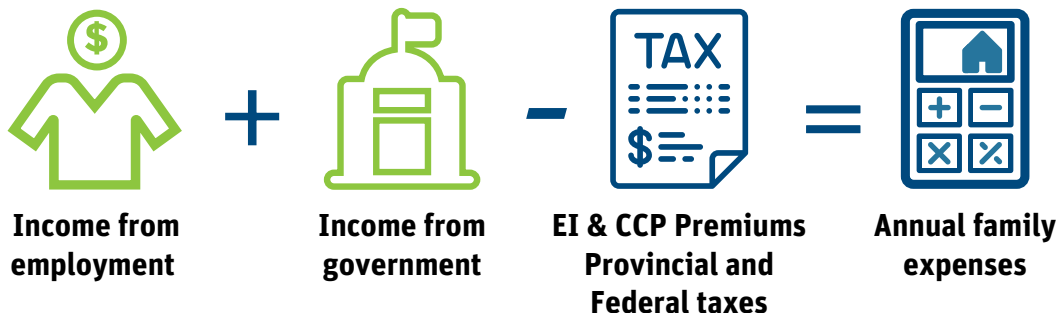 $
TAX
$
Income from
employment
+
Income from
government
-
EI & CCP Premiums
Provincial and
Federal taxes
=
Annual family
expenses
+ -
× ٪